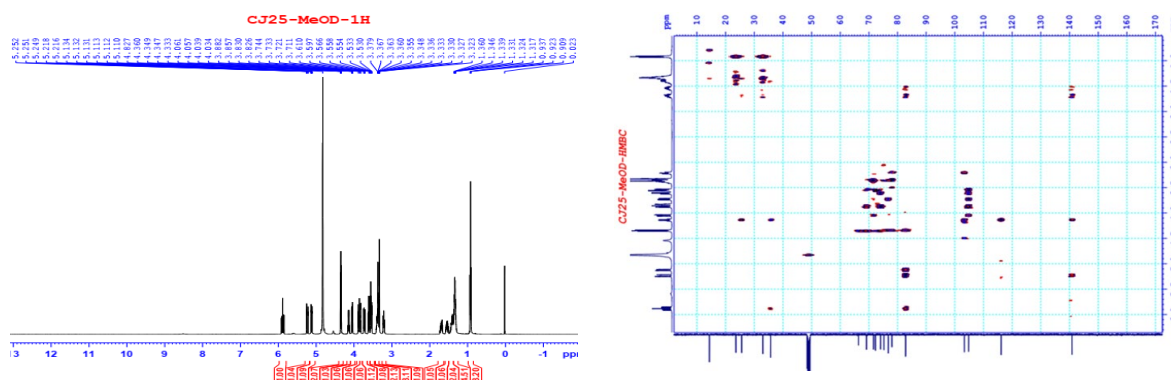 CJ25-MeOD-1H
5.252 5.251 5.249 5.218 5.216 5.134 5.132 5.131 5.113 5.112 5.110 4.827 4.360 4.349 4.347 4.333 4.061 4.057 4.039 4.034 3.882 3.857 3.830 3.826 3.744 3.733 3.721 3.711 3.610 3.597 3.566 3.558 3.554 3.533 3.530 3.379 3.367 3.363 3.360 3.355 3.348 3.336 3.333 3.330 3.327 3.323 1.360 1.346 1.339 1.331 1.324 1.317 0.937 0.923 0.909 0.023
13 12 11 10 9 8 7 6 5 4 3 2 1 0 -1 ppm
ppm 10 20 30 40 50 60 70 80 90 100 110 120 130 140 150 160 170
CJ25-MeOD-HMBC